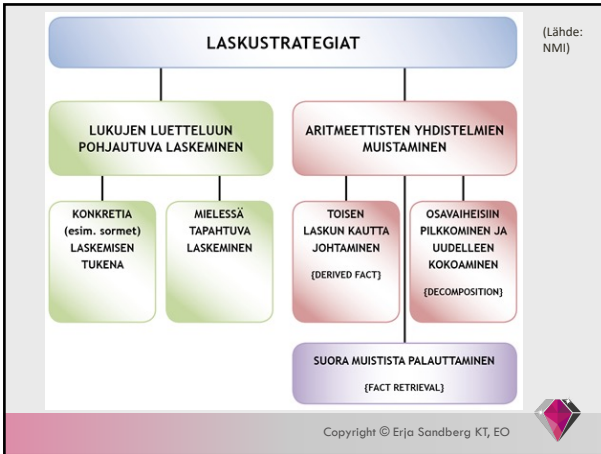 LASKUSTRATEGIAT
(Lähde:
NMI)
LUKUJEN LUETTELUUN
POHJAUTUVA LASKEMINEN
ARITMEETTISTEN YHDISTELMIEN
MUISTAMINEN
KONKRETIA
(esim. sormet)
LASKEMISEN
TUKENA
MIELESSÄ
TAPAHTUVA
LASKEMINEN
TOISEN
LASKUN KAUTTA
JOHTAMINEN
{DERIVED FACT}
OSAVAIHEISIIN
PILKKOMINEN JA
UUDELLEEN
KOKOAMINEN
{DECOMPOSITION}
SUORA MUISTISTA PALAUTTAMINEN
{FACT RETRIEVAL}
Copyright © Erja Sandberg KT, EO